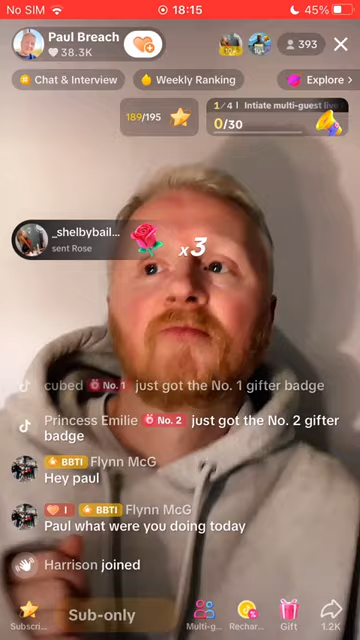 No SIM
18:15
45%
Paul Breach
38.3K
393
Chat & Interview
Weekly Ranking
Explore >
189/195
1/4 | Intiate multi-guest live
0/30
_shelbybail...
sent Rose
x3
cubed No. 1 just got the No. 1 gifter badge
Princess Emilie No. 2 just got the No. 2 gifter
badge
BBTI Flynn McG
Hey paul
I BBTI Flynn McG
Paul what were you doing today
Harrison joined
Sub-only
Subscri...
Multi-g...
Rechar...
Gift
1.2K